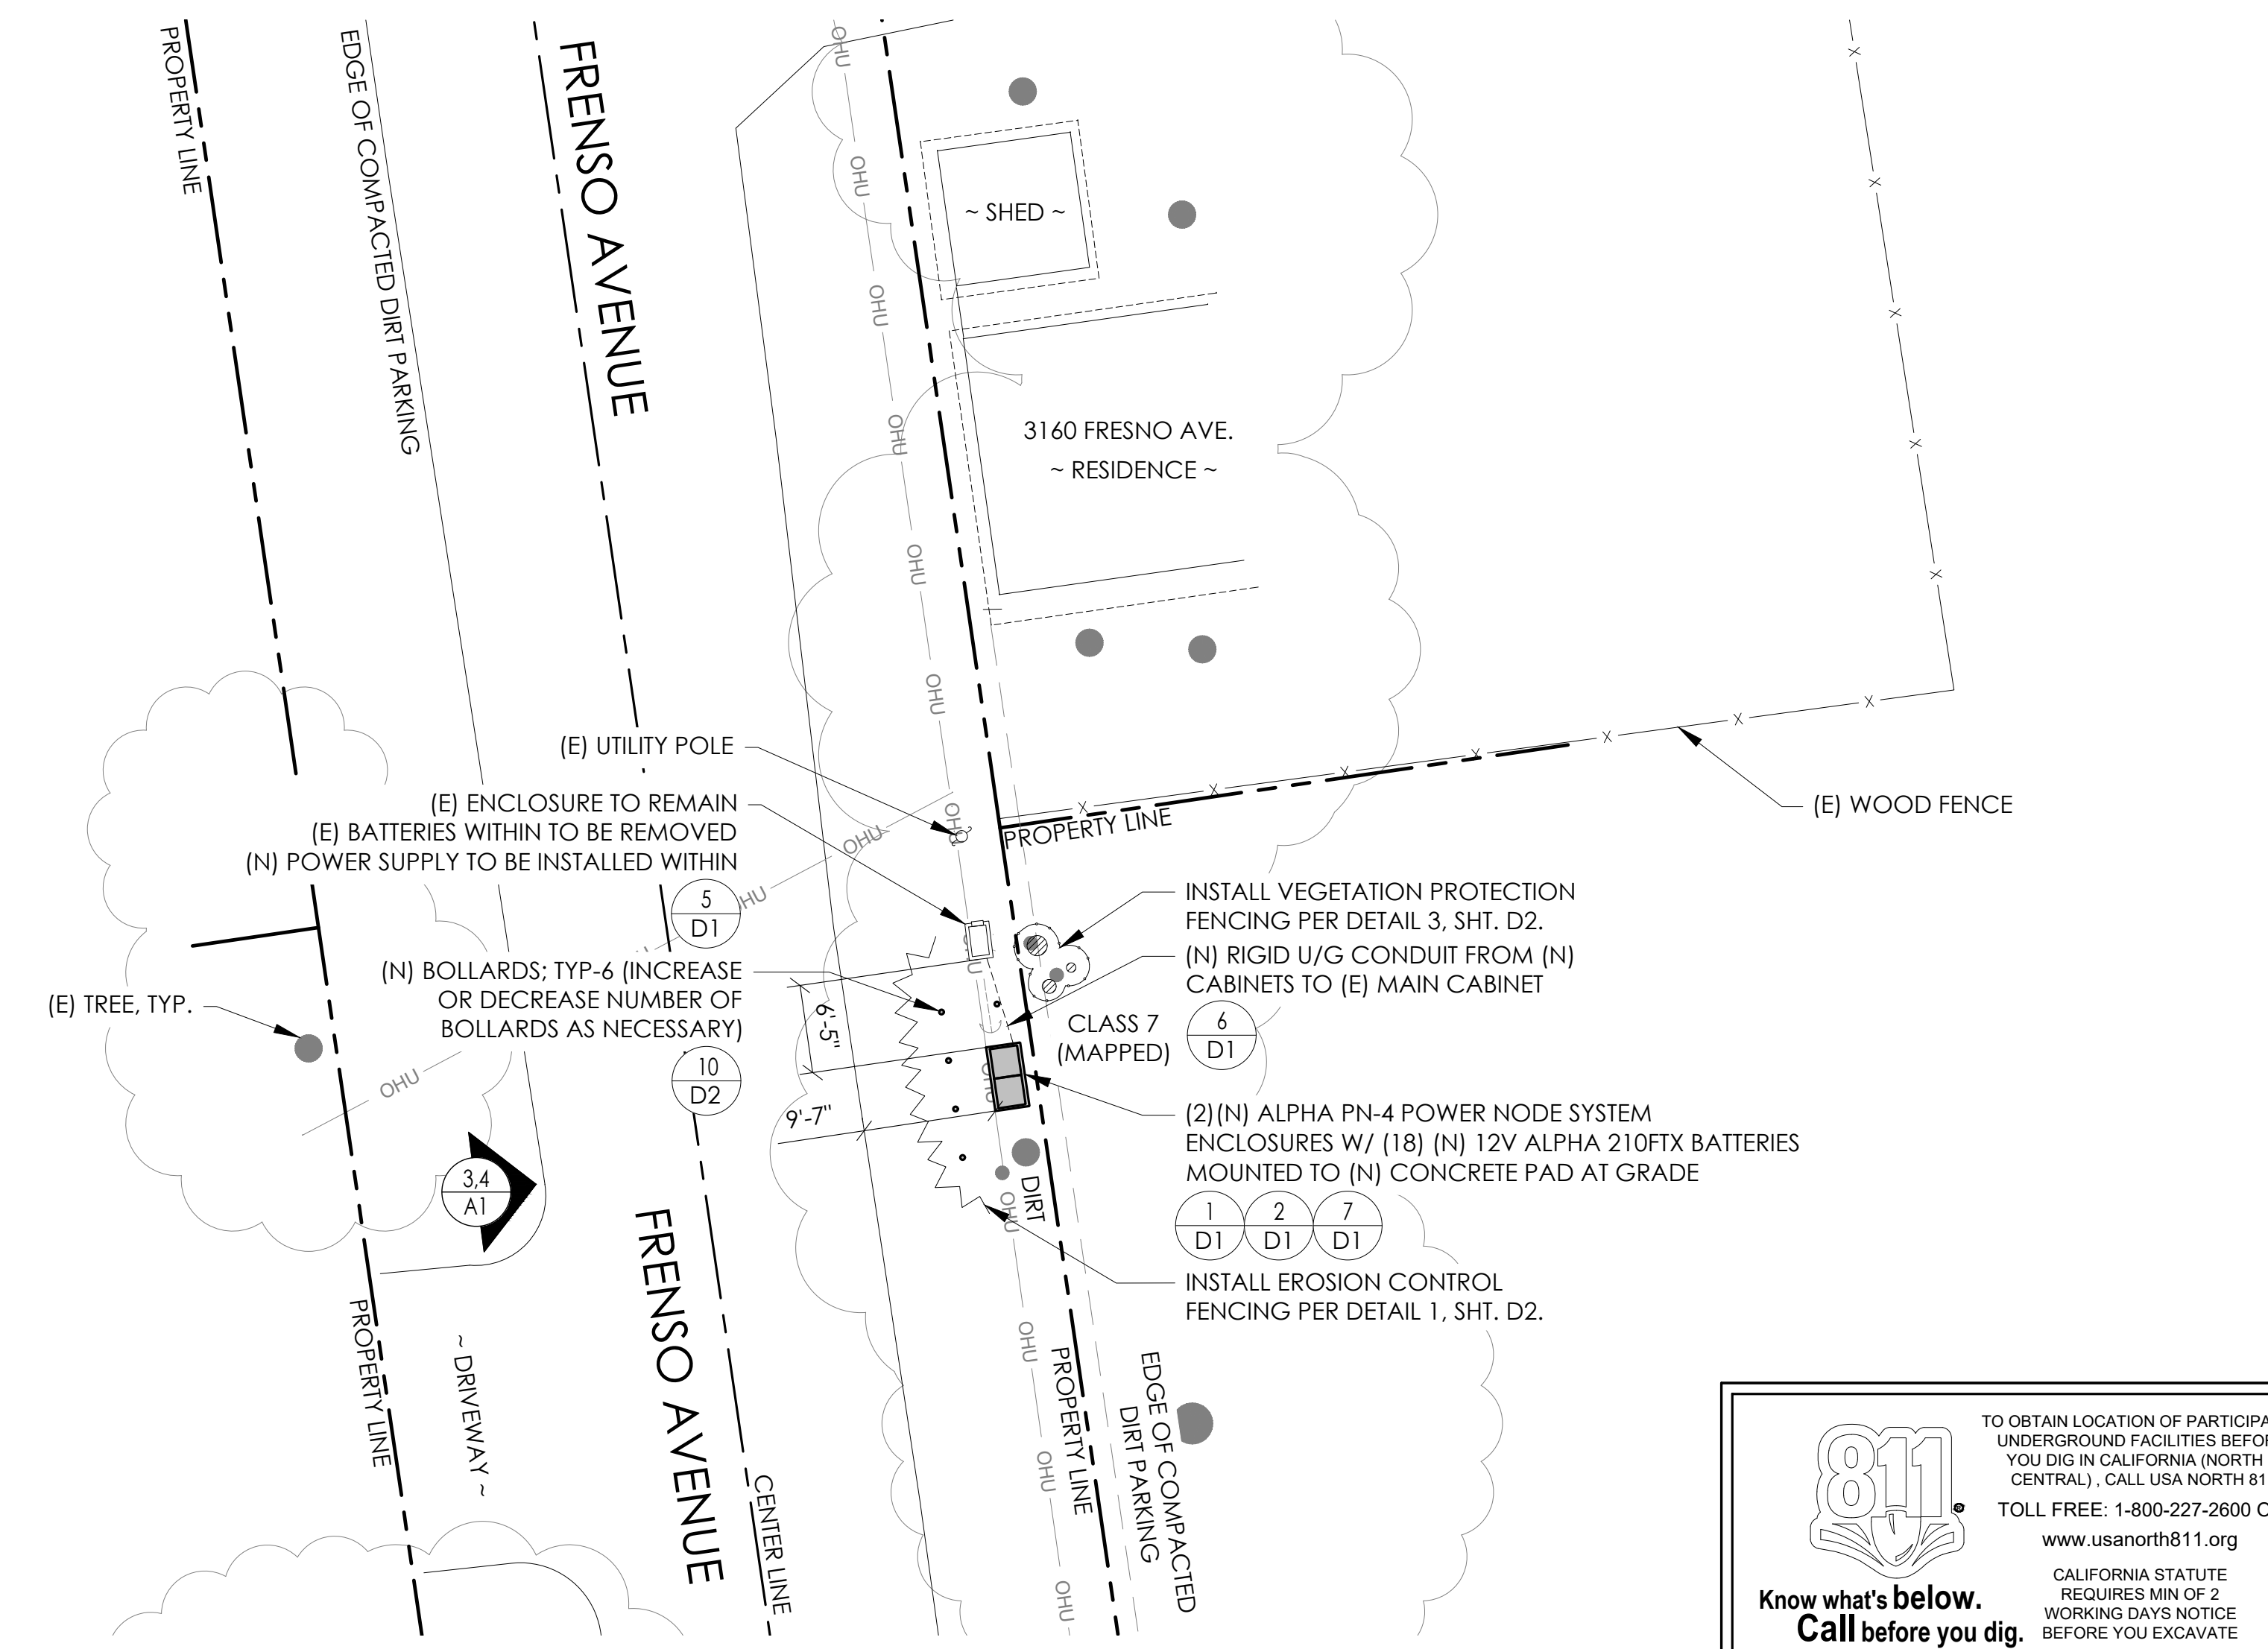 PROPERTY LINE
EDGE OF COMPACTED DIRT PARKING
FRENSO AVENUE
OHU
OHU
OHU
OHU
OHU
OHU
~ SHED ~
3160 FRESNO AVE.
~ RESIDENCE ~
(E) UTILITY POLE
(E) ENCLOSURE TO REMAIN
(E) BATTERIES WITHIN TO BE REMOVED
(N) POWER SUPPLY TO BE INSTALLED WITHIN
5
D1
OHU
OHU
HU
PROPERTY LINE
(E) WOOD FENCE
INSTALL VEGETATION PROTECTION
FENCING PER DETAIL 3, SHT. D2.
(N) RIGID U/G CONDUIT FROM (N)
CABINETS TO (E) MAIN CABINET
6
D1
CLASS 7
(MAPPED)
(N) BOLLARDS; TYP-6 (INCREASE
OR DECREASE NUMBER OF
BOLLARDS AS NECESSARY)
10
D2
(E) TREE, TYP.
OHU
6'-5"
9'-7"
3,4
A1
(2)(N) ALPHA PN-4 POWER NODE SYSTEM
ENCLOSURES W/ (18) (N) 12V ALPHA 210FTX BATTERIES
MOUNTED TO (N) CONCRETE PAD AT GRADE
1
D1
2
D1
7
D1
INSTALL EROSION CONTROL
FENCING PER DETAIL 1, SHT. D2.
DIRT
OHU
OHU
OHU
OHU
PROPERTY LINE
~ DRIVEWAY ~
FRENSO AVENUE
CENTER LINE
PROPERTY LINE
EDGE OF COMPACTED
DIRT PARKING
811
Know what's below.
Call before you dig.
TO OBTAIN LOCATION OF
UNDERGROUND FACILITIES
YOU DIG IN CALIFORNIA (NORTH
CENTRAL) , CALL USA NORTH 81
TOLL FREE: 1-800-227-2600
www.usanorth811.org
CALIFORNIA STATUTE
REQUIRES MIN OF 2
WORKING DAYS NOTICE
BEFORE YOU EXCAVATE